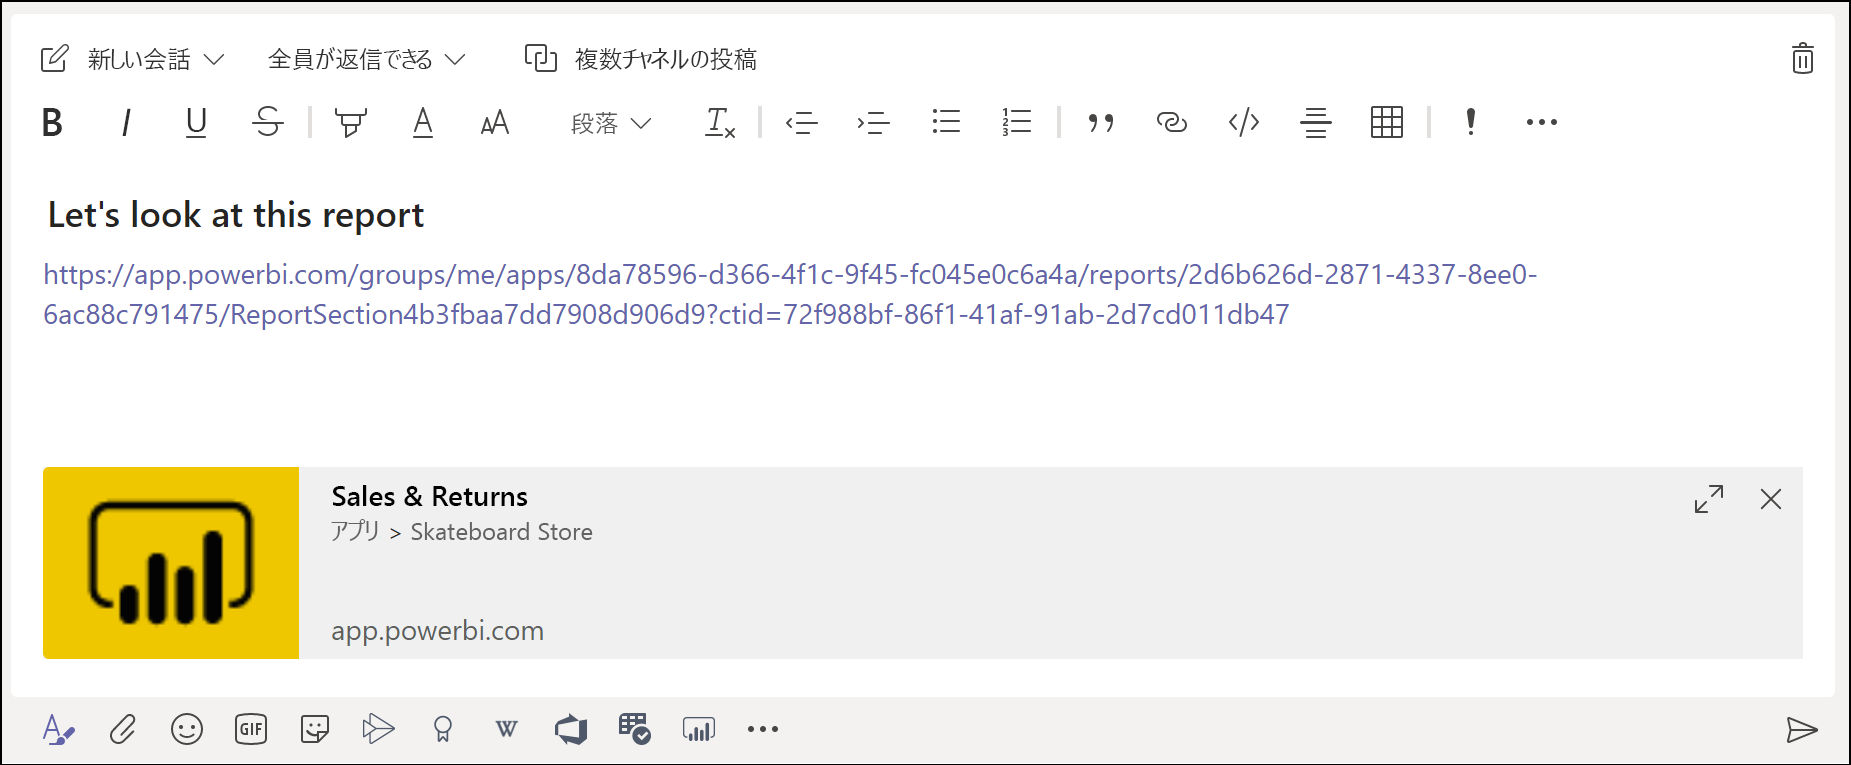 新しい会話 全員が返信できる 複数チャネルの投稿
B I U S A AA 段落 Tx ” </> ! ...
Let's look at this report
https://app.powerbi.com/groups/me/apps/8da78596-d366-4f1c-9f45-fc045e0c6a4a/reports/2d6b626d-2871-4337-8ee0-
6ac88c791475/ReportSection4b3fbaa7dd7908d906d9?ctid=72f988bf-86f1-41af-91ab-2d7cd011db47
Sales & Returns
アプリ > Skateboard Store
app.powerbi.com
GIF W